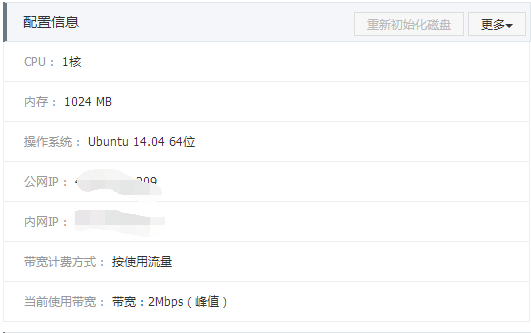 配置信息 重新初始化磁盘 更多
CPU： 1核
内存： 1024 MB
操作系统： Ubuntu 14.04 64位
公网IP：
内网IP：
带宽计费方式： 按使用流量
当前使用带宽： 带宽：2Mbps（峰值）